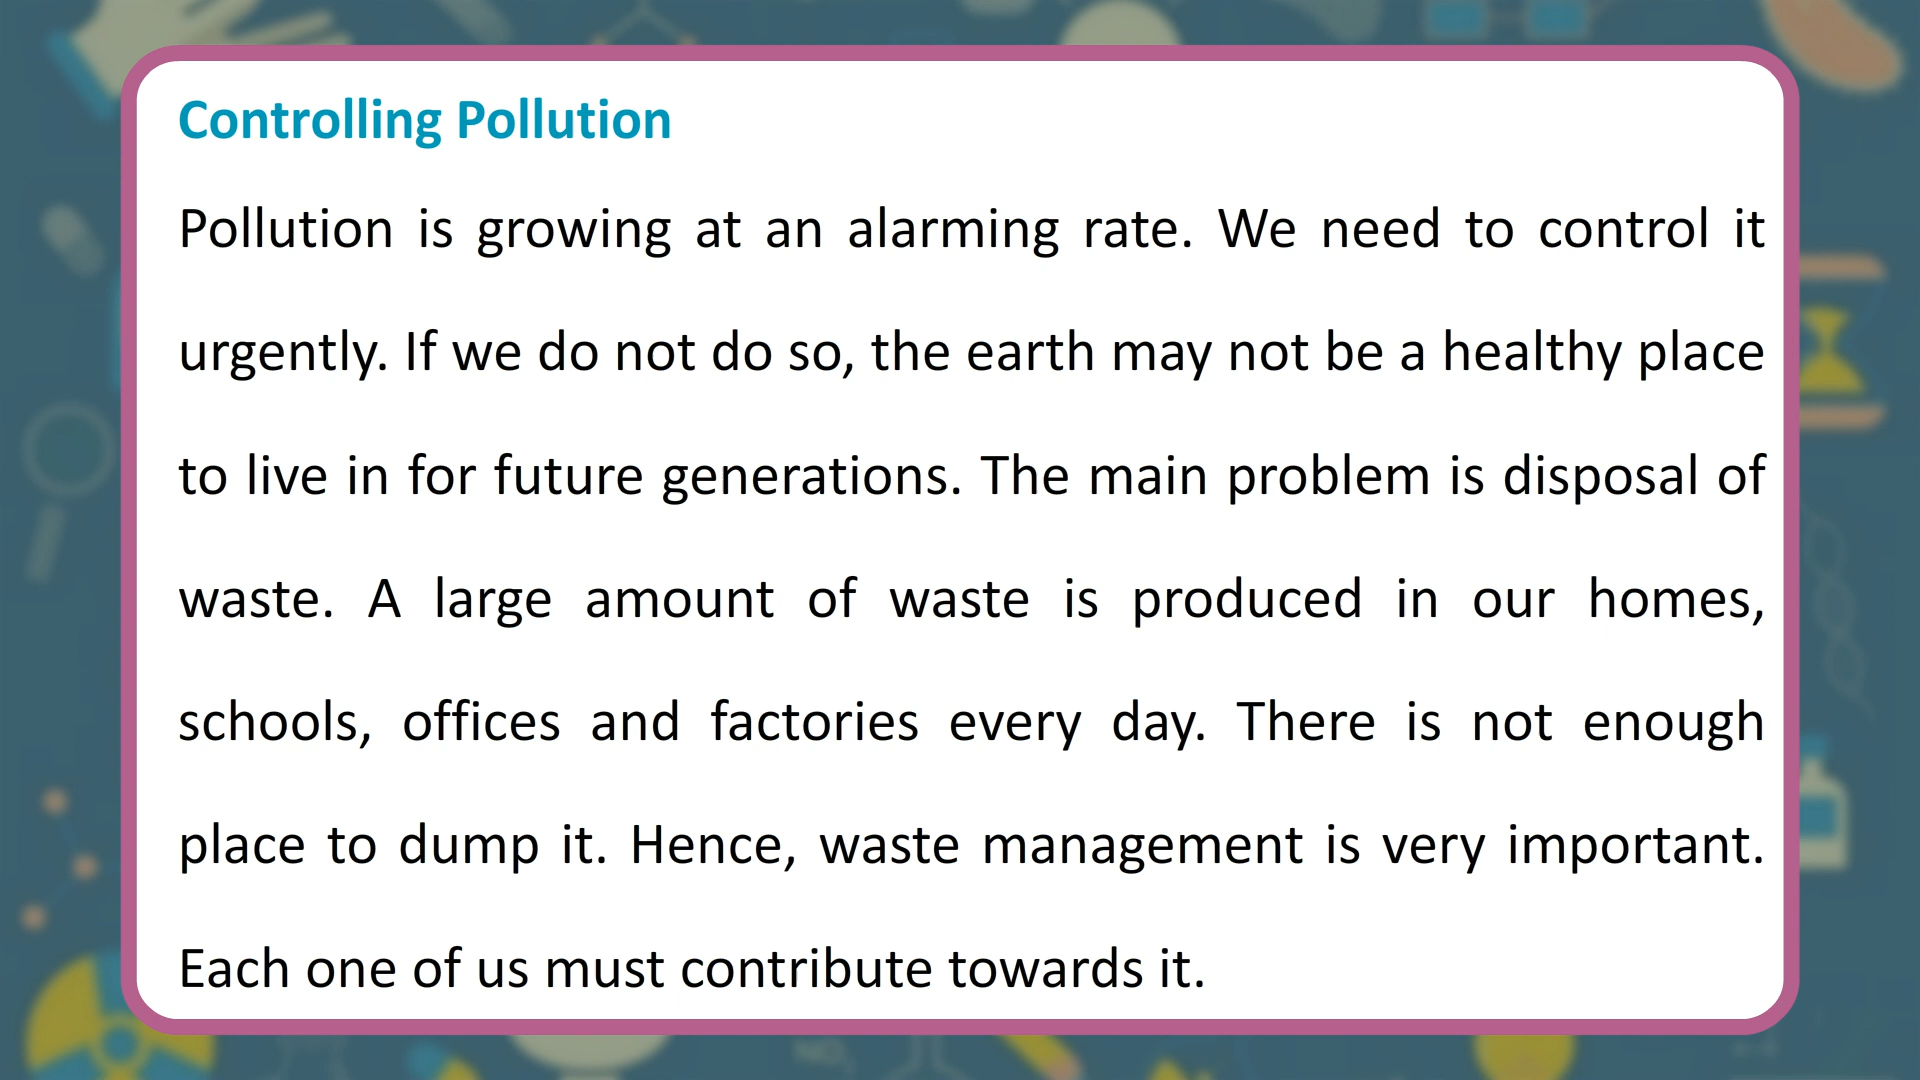 Controlling Pollution
Pollution is growing at an alarming rate. We need to control it
urgently. If we do not do so, the earth may not be a healthy place
to live in for future generations. The main problem is disposal of
waste. A large amount of waste is produced in our homes,
schools, offices and factories every day. There is not enough
place to dump it. Hence, waste management is very important.
Each one of us must contribute towards it.
NO₂